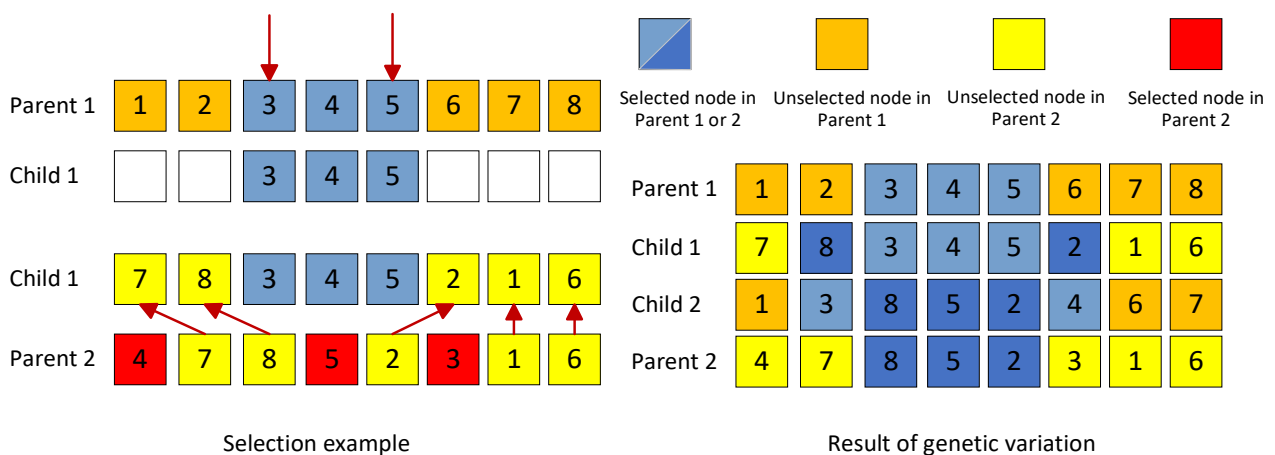 Parent 1 1 2 3 4 5 6 7 8
Child 1 3 4 5
Child 1 7 8 3 4 5 2 1 6
Parent 2 4 7 8 5 2 3 1 6
Selection example
Selected node in
Parent 1 or 2
Unselected node in
Parent 1
Unselected node in
Parent 2
Selected node in
Parent 2
Parent 1 1 2 3 4 5 6 7 8
Child 1 7 8 3 4 5 2 1 6
Child 2 1 3 8 5 2 4 6 7
Parent 2 4 7 8 5 2 3 1 6
Result of genetic variation